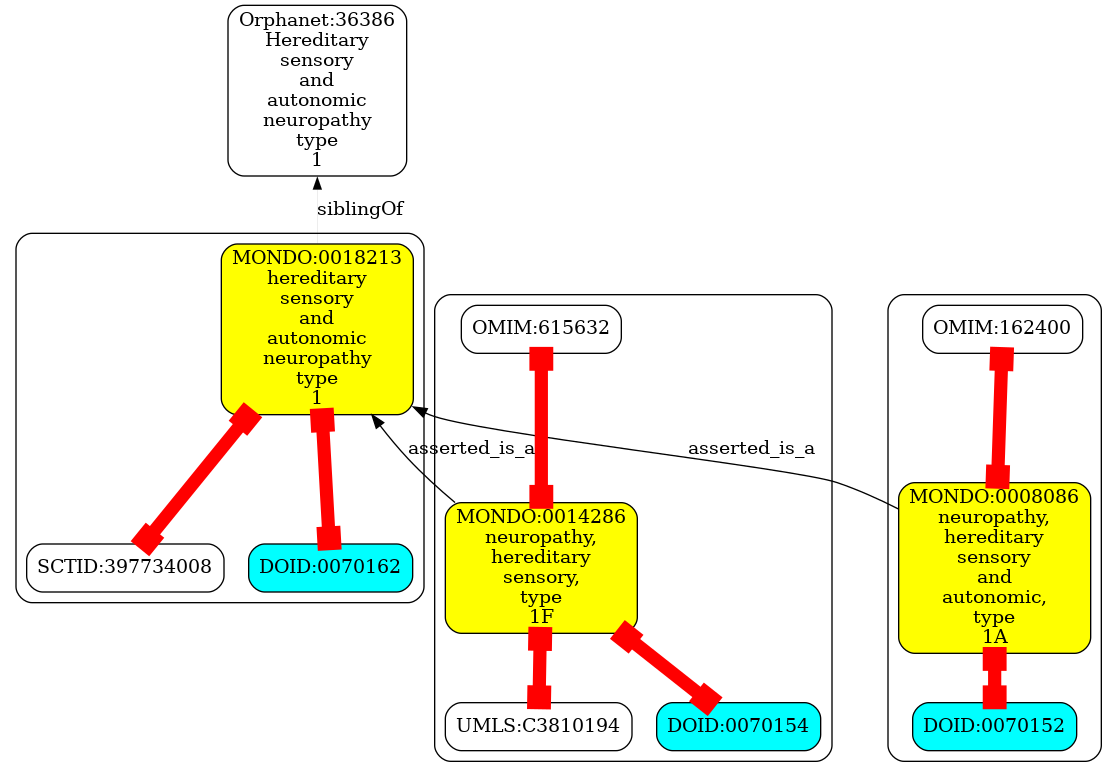 Orphanet:36386
Hereditary
sensory
and
autonomic
neuropathy
type
1
siblingOf
MONDO:0018213
hereditary
sensory
and
autonomic
neuropathy
type
1
OMIM:615632
OMIM:162400
asserted_is_a
asserted_is_a
MONDO:0014286
neuropathy,
hereditary
sensory,
type
1F
MONDO:0008086
neuropathy,
hereditary
sensory
and
autonomic,
type
1A
SCTID:397734008
DOID:0070162
UMLS:C3810194
DOID:0070154
DOID:0070152